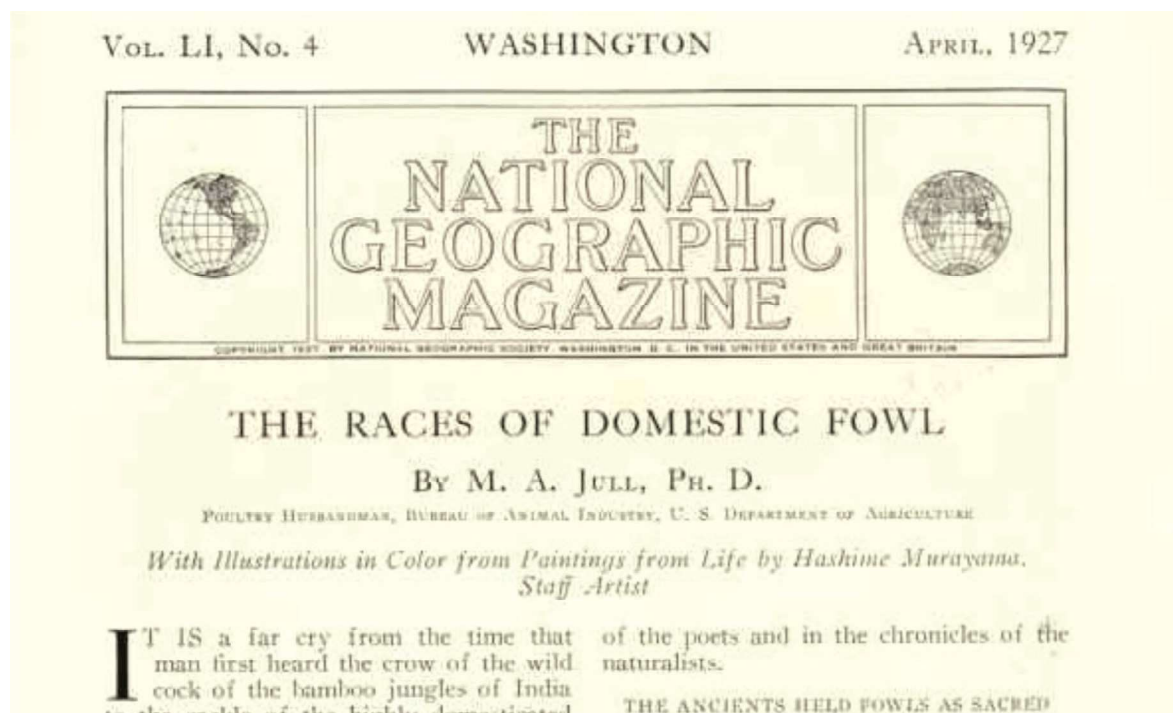 VOL. LI, NO. 4 WASHINGTON APRIL, 1927
THE
NATIONAL
GEOGRAPHIC
MAGAZINE
COPYRIGHT, 1927, BY NATIONAL GEOGRAPHIC SOCIETY, WASHINGTON, D. C., IN THE UNITED STATES AND GREAT BRITAIN
THE RACES OF DOMESTIC FOWL
BY M. A. JULL, PH. D.
POULTRY HUSBANDMAN, BUREAU OF ANIMAL INDUSTRY, U. S. DEPARTMENT OF AGRICULTURE
With Illustrations in Color from Paintings from Life by Hashime Murayama,
Staff Artist
IT IS a far cry from the time that
man first heard the crow of the wild
cock of the bamboo jungles of India
of the highly domesticated
of the poets and in the chronicles of the
naturalists.
THE ANCIENTS HELD FOWLS AS SACRED